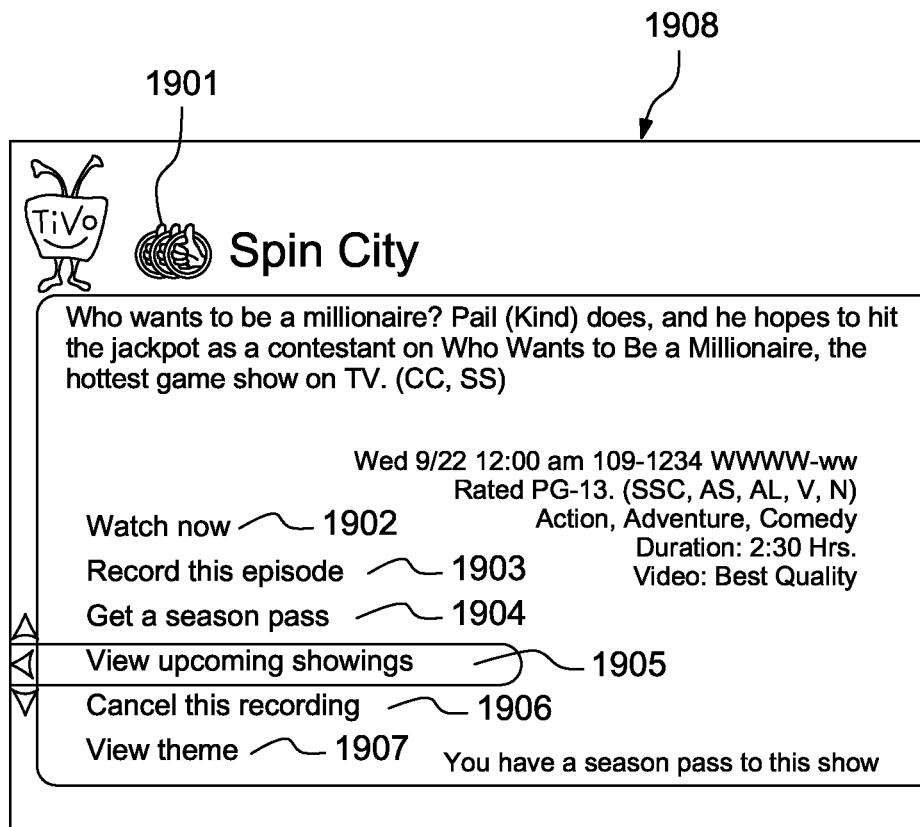 1908
1901
TiVo
Spin City
Who wants to be a millionaire? Pail (Kind) does, and he hopes to hit
the jackpot as a contestant on Who Wants to Be a Millionaire, the
hottest game show on TV. (CC, SS)
Wed 9/22 12:00 am 109-1234 WWWW-ww
Rated PG-13. (SSC, AS, AL, V, N)
Action, Adventure, Comedy
Duration: 2:30 Hrs.
Video: Best Quality
Watch now 1902
Record this episode 1903
Get a season pass 1904
View upcoming showings 1905
Cancel this recording 1906
View theme 1907
You have a season pass to this show